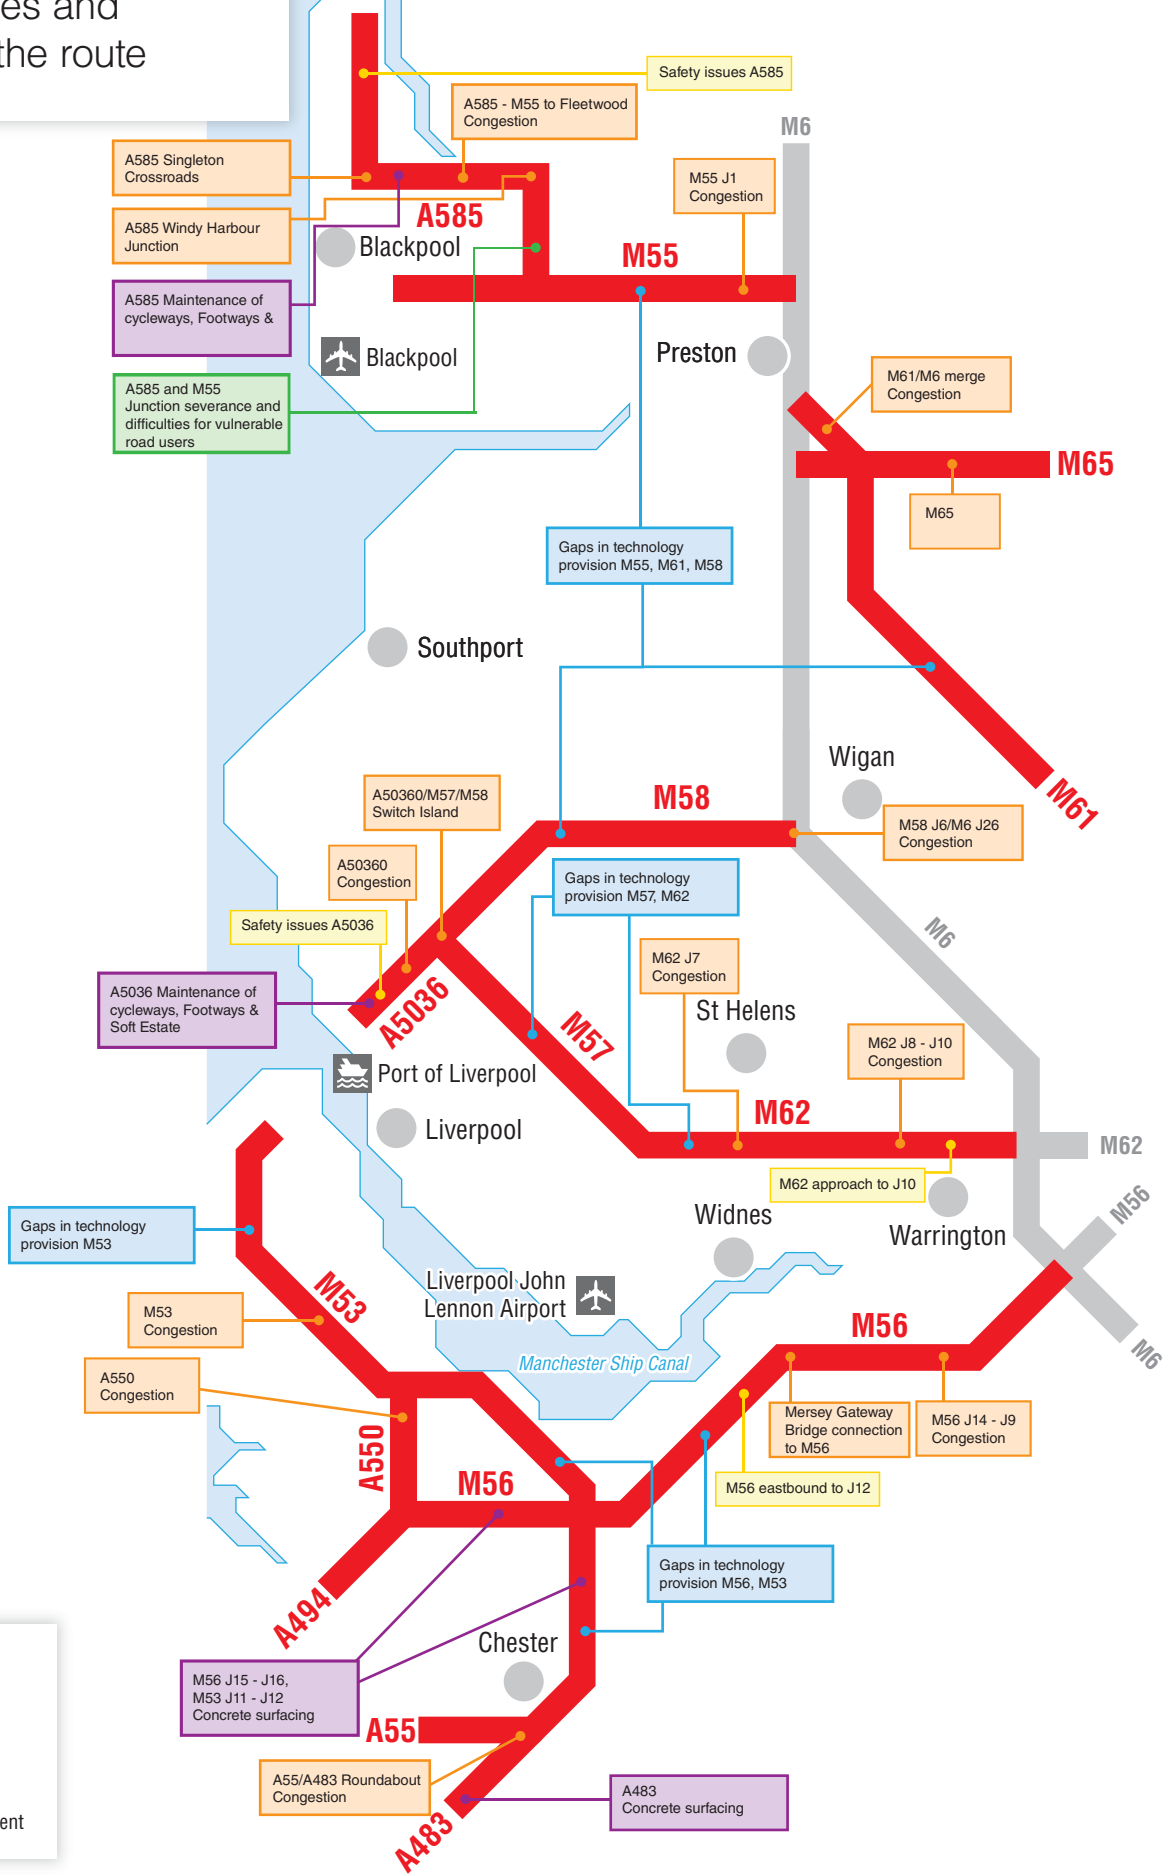 es and
the route
Safety issues A585
A585 - M55 to Fleetwood
Congestion
M6
A585 Singleton
Crossroads
M55 J1
Congestion
A585
A585 Windy Harbour
Junction
Blackpool
M55
A585 Maintenance of
cycleways, Footways &
Preston
Blackpool
M61/M6 merge
Congestion
A585 and M55
Junction severance and
difficulties for vulnerable
road users
M65
M65
Gaps in technology
provision M55, M61, M58
Southport
Wigan
M61
M58
A50360/M57/M58
Switch Island
M58 J6/M6 J26
Congestion
A50360
Congestion
Gaps in technology
provision M57, M62
Safety issues A5036
M6
M62 J7
Congestion
A5036 Maintenance of
cycleways, Footways &
Soft Estate
A5036
St Helens
M57
M62 J8 - J10
Congestion
Port of Liverpool
M62
Liverpool
M62
M62 approach to J10
M56
Gaps in technology
provision M53
Widnes
Warrington
Liverpool John
Lennon Airport
M53
M53
Congestion
M56
M6
Manchester Ship Canal
A550
Congestion
Mersey Gateway
Bridge connection
to M56
M56 J14 - J9
Congestion
A550
M56
M56 eastbound to J12
Gaps in technology
provision M56, M53
A494
Chester
M56 J15 - J16,
M53 J11 - J12
Concrete surfacing
A55
A55/A483 Roundabout
Congestion
A483
Concrete surfacing
A483
ent